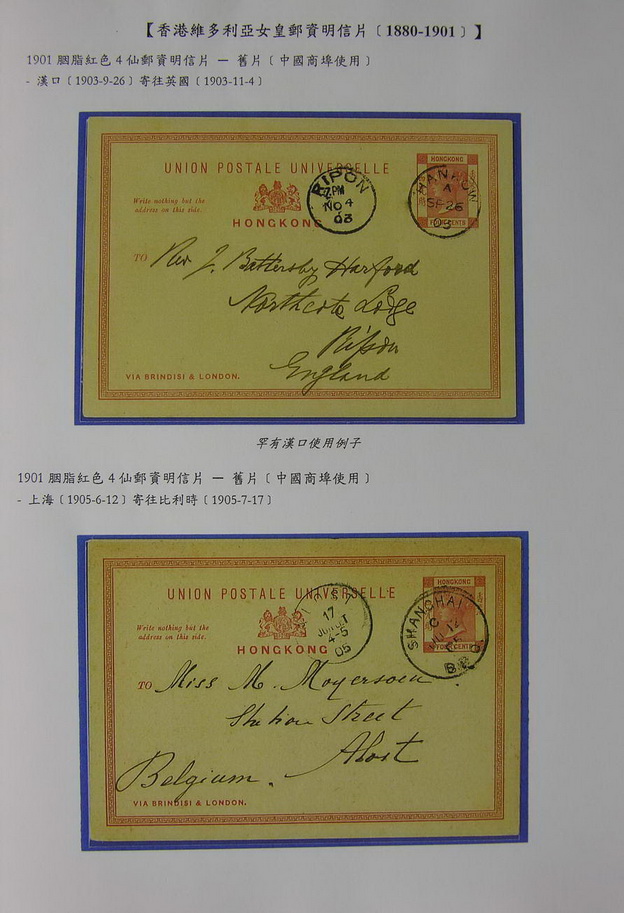 【香港維多利亞女皇郵資明信片﹝1880-1901﹞】
1901 胭脂紅色 4 仙郵資明信片 — 舊片﹝中國商埠使用﹞
- 漢口﹝1903-9-26﹞寄往英國﹝1903-11-4﹞
UNION POSTALE UNIVERSELLE
HONGKONG
FOUR CENTS
Write nothing but the
address on this side.
HONGKONG
RIPON
PM
NO 4
03
HANKOW
A
SP 26
03
TO Rev J. Battersby Harford
Northcote Lodge
Ripon
England
VIA BRINDISI & LONDON.
罕有漢口使用例子
1901 胭脂紅色 4 仙郵資明信片 — 舊片﹝中國商埠使用﹞
- 上海﹝1905-6-12﹞寄往比利時﹝1905-7-17﹞
UNION POSTALE UNIVERSELLE
HONGKONG
FOUR CENTS
Write nothing but the
address on this side.
HONGKONG
17
JUILLET
4-5
05
SHANGHAI
C
JU 12
TO Miss M. Moyersoen
Station Street
Alost
Belgium.
VIA BRINDISI & LONDON.